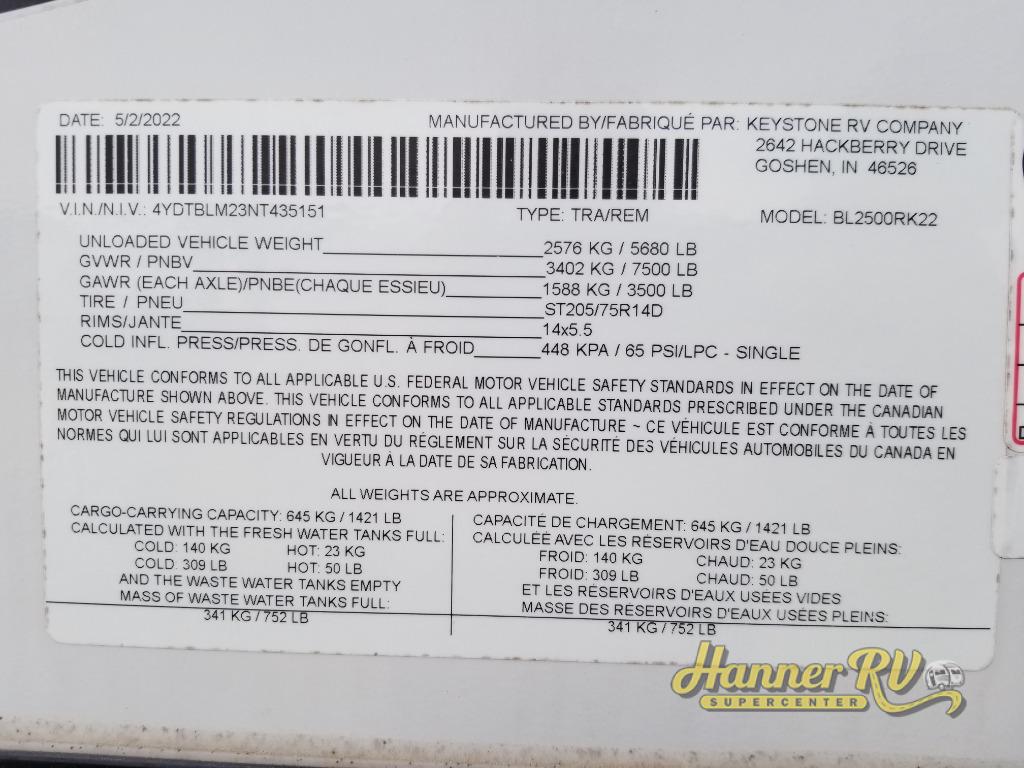 DATE: 5/2/2022
MANUFACTURED BY/FABRIQUÉ PAR: KEYSTONE RV COMPANY
2642 HACKBERRY DRIVE
GOSHEN, IN 46526
V.I.N./N.I.V.: 4YDTBLM23NT435151 TYPE: TRA/REM MODEL: BL2500RK22
UNLOADED VEHICLE WEIGHT 2576 KG / 5680 LB
GVWR / PNBV 3402 KG / 7500 LB
GAWR (EACH AXLE)/PNBE(CHAQUE ESSIEU) 1588 KG / 3500 LB
TIRE / PNEU ST205/75R14D
RIMS/JANTE 14x5.5
COLD INFL. PRESS/PRESS. DE GONFL. À FROID 448 KPA / 65 PSI/LPC - SINGLE
THIS VEHICLE CONFORMS TO ALL APPLICABLE U.S. FEDERAL MOTOR VEHICLE SAFETY STANDARDS IN EFFECT ON THE DATE OF
MANUFACTURE SHOWN ABOVE. THIS VEHICLE CONFORMS TO ALL APPLICABLE STANDARDS PRESCRIBED UNDER THE CANADIAN
MOTOR VEHICLE SAFETY REGULATIONS IN EFFECT ON THE DATE OF MANUFACTURE ~ CE VÉHICULE EST CONFORME À TOUTES LES
NORMES QUI LUI SONT APPLICABLES EN VERTU DU RÉGLEMENT SUR LA SÉCURITÉ DES VÉHICULES AUTOMOBILES DU CANADA EN
VIGUEUR À LA DATE DE SA FABRICATION.
ALL WEIGHTS ARE APPROXIMATE.
CARGO-CARRYING CAPACITY: 645 KG / 1421 LB
CALCULATED WITH THE FRESH WATER TANKS FULL:
COLD: 140 KG HOT: 23 KG
COLD: 309 LB HOT: 50 LB
AND THE WASTE WATER TANKS EMPTY
MASS OF WASTE WATER TANKS FULL:
341 KG / 752 LB
CAPACITÉ DE CHARGEMENT: 645 KG / 1421 LB
CALCULÉE AVEC LES RÉSERVOIRS D'EAU DOUCE PLEINS:
FROID: 140 KG CHAUD: 23 KG
FROID: 309 LB CHAUD: 50 LB
ET LES RÉSERVOIRS D'EAUX USÉES VIDES
MASSE DES RÉSERVOIRS D'EAUX USÉES PLEINS:
341 KG / 752 LB
Hanner RV
SUPERCENTER